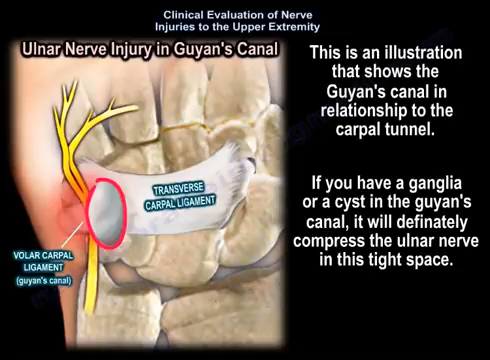 Clinical Evaluation of Nerve
Injuries to the Upper Extremity
Ulnar Nerve Injury in Guyan's Canal
This is an illustration
that shows the
Guyan's canal in
relationship to the
carpal tunnel.
If you have a ganglia
or a cyst in the guyan's
canal, it will definately
compress the ulnar nerve
in this tight space.
TRANSVERSE
CARPAL LIGAMENT
VOLAR CARPAL
LIGAMENT
(guyan's canal)